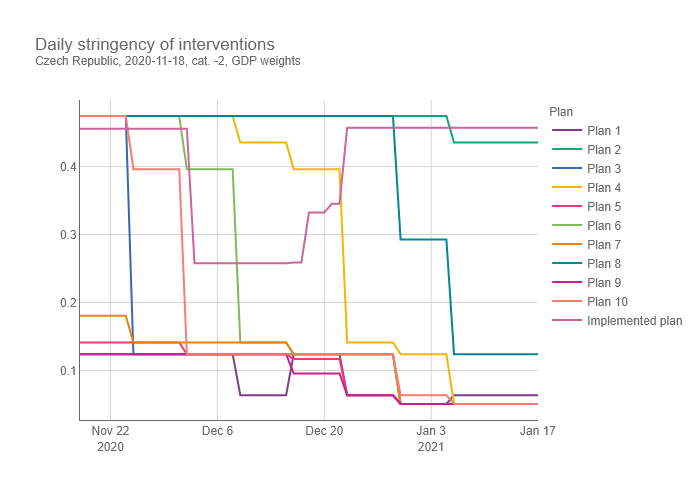 Daily stringency of interventions
Czech Republic, 2020-11-18, cat. -2, GDP weights
Plan
Plan 1
Plan 2
Plan 3
Plan 4
Plan 5
Plan 6
Plan 7
Plan 8
Plan 9
Plan 10
Implemented plan
0.4
0.3
0.2
0.1
Nov 22 Dec 6 Dec 20 Jan 3 Jan 17
2020 2021